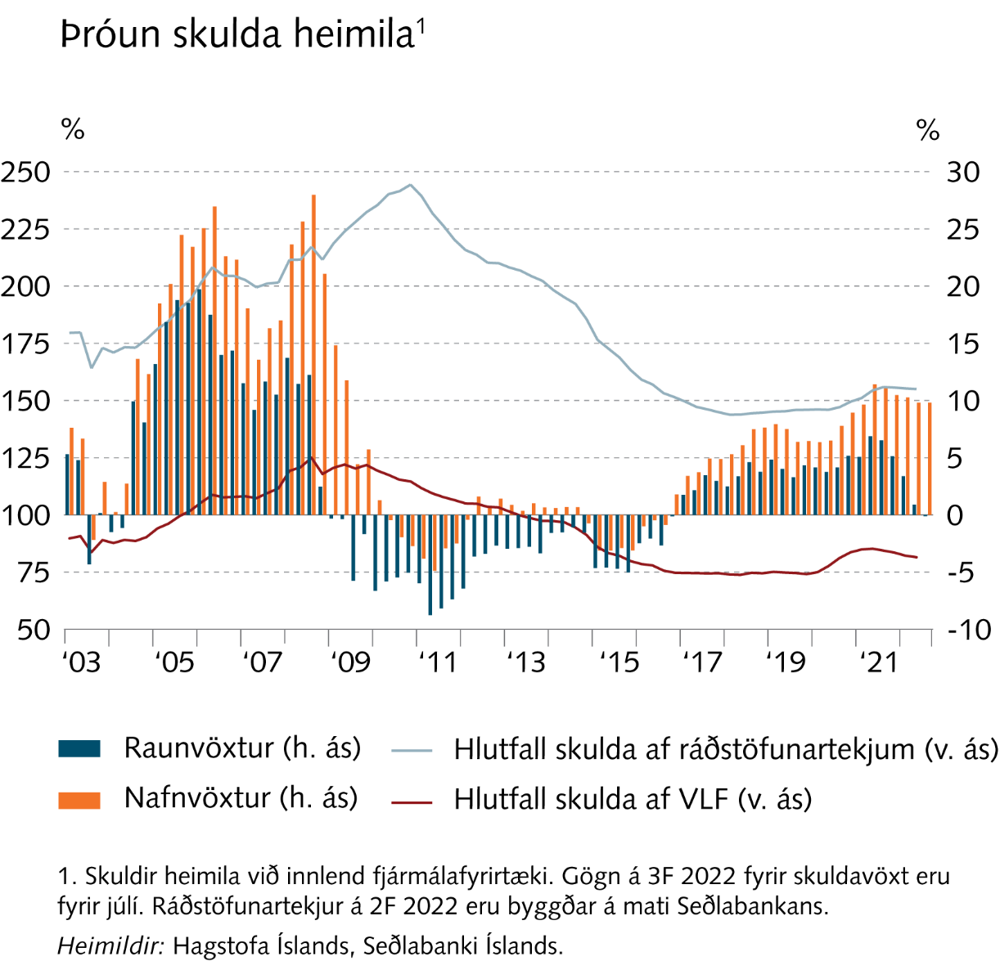 Þróun skulda heimila¹
% %
250 30
225 25
200 20
175 15
150 10
125 5
100 0
75 -5
50 -10
‘03 ‘05 ‘07 ‘09 ‘11 ‘13 ‘15 ‘17 ‘19 ‘21
Raunvöxtur (h. ás) Hlutfall skulda af ráðstöfunartekjum (v. ás)
Nafnvöxtur (h. ás) Hlutfall skulda af VLF (v. ás)
1. Skuldir heimila við innlend fjármálafyrirtæki. Gögn á 3F 2022 fyrir skuldavöxt eru
fyrir júlí. Ráðstöfunartekjur á 2F 2022 eru byggðar á mati Seðlabankans.
Heimildir: Hagstofa Íslands, Seðlabanki Íslands.